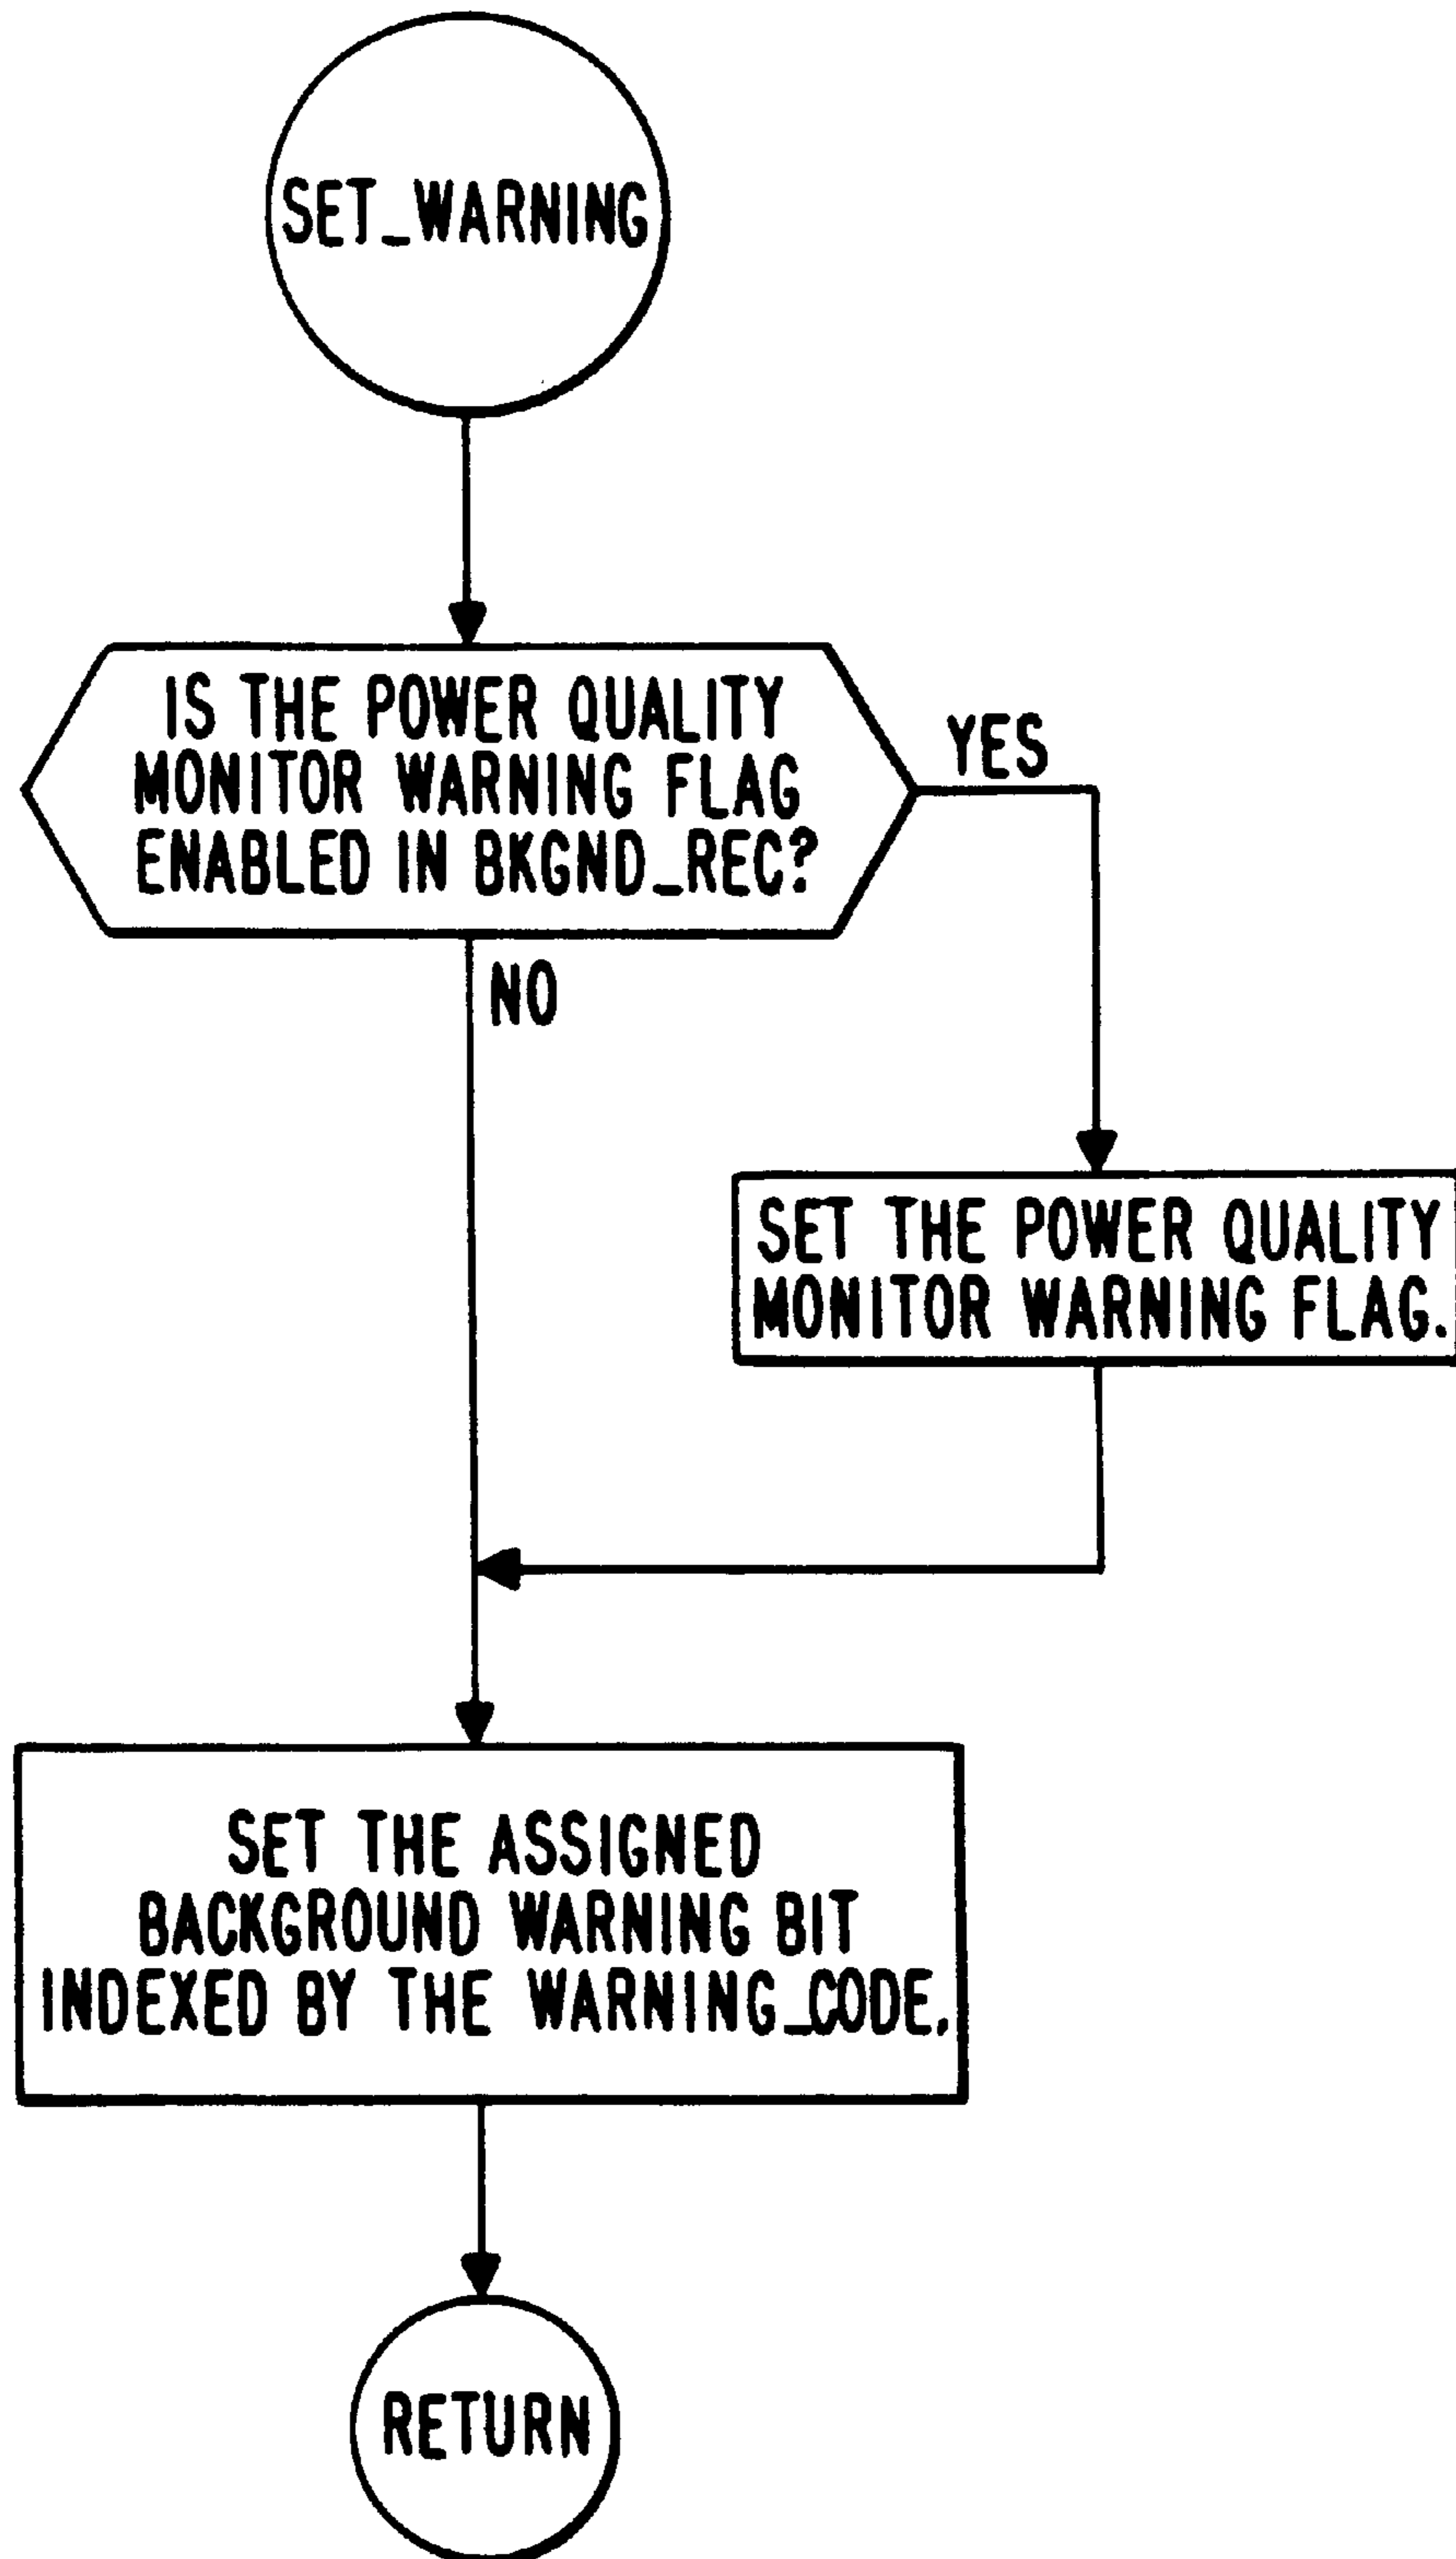 SET_WARNING
IS THE POWER QUALITY
MONITOR WARNING FLAG
ENABLED IN BKGND_REC?
YES
NO
SET THE POWER QUALITY
MONITOR WARNING FLAG.
SET THE ASSIGNED
BACKGROUND WARNING BIT
INDEXED BY THE WARNING_CODE.
RETURN